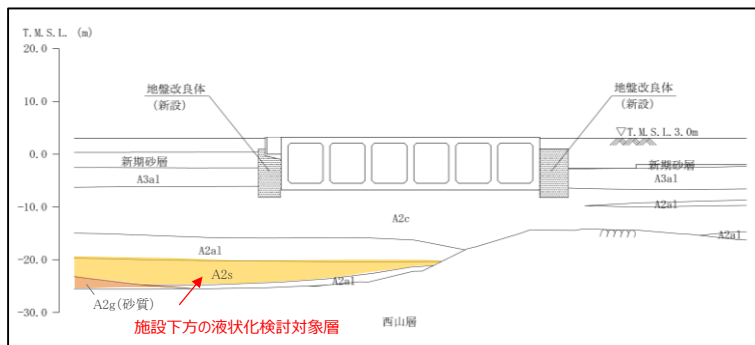 T.M.S.L. (m)
20.0
10.0
0.0
-10.0
-20.0
-30.0
地盤改良体
(新設)
地盤改良体
(新設)
▽T.M.S.L.3.0m
新期砂層
新期砂層
A3al
A3al
A2al
A2c
A2al
A2al
A2s
A2al
A2g(砂質)
施設下方の液状化検討対象層
西山層